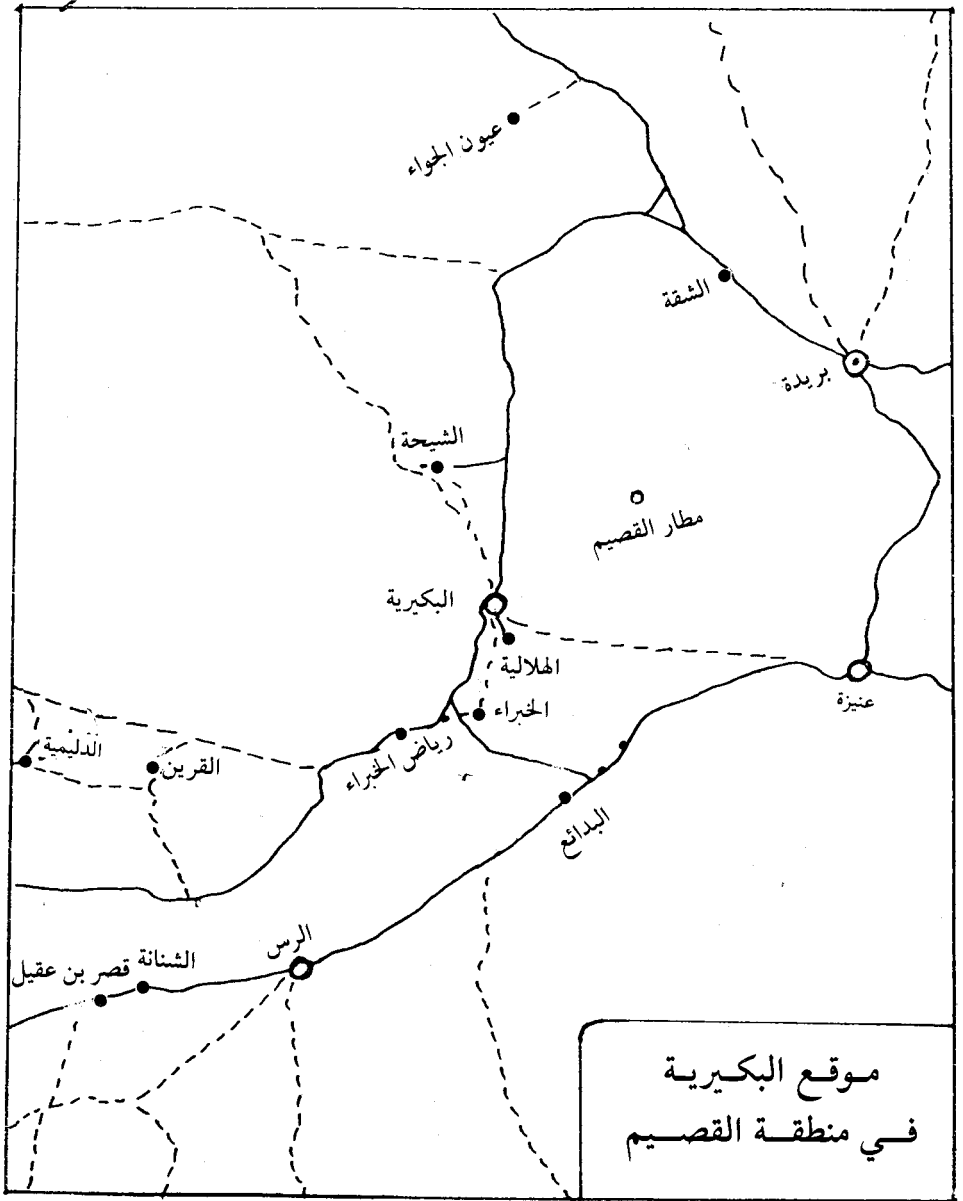 عيون الجواء
الشقة
بريدة
الشيحة
مطار القصيم
البكيرية
الهلالية
عنيزة
الخبراء
رياض الخبراء
الدليمية
القرين
البدائع
الرس
الشنانة
قصر بن عقيل
موقع البكيرية
في منطقة القصيم